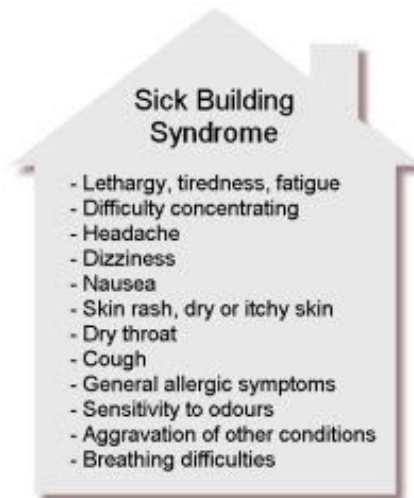 Sick Building
Syndrome
- Lethargy, tiredness, fatigue
- Difficulty concentrating
- Headache
- Dizziness
- Nausea
- Skin rash, dry or itchy skin
- Dry throat
- Cough
- General allergic symptoms
- Sensitivity to odours
- Aggravation of other conditions
- Breathing difficulties